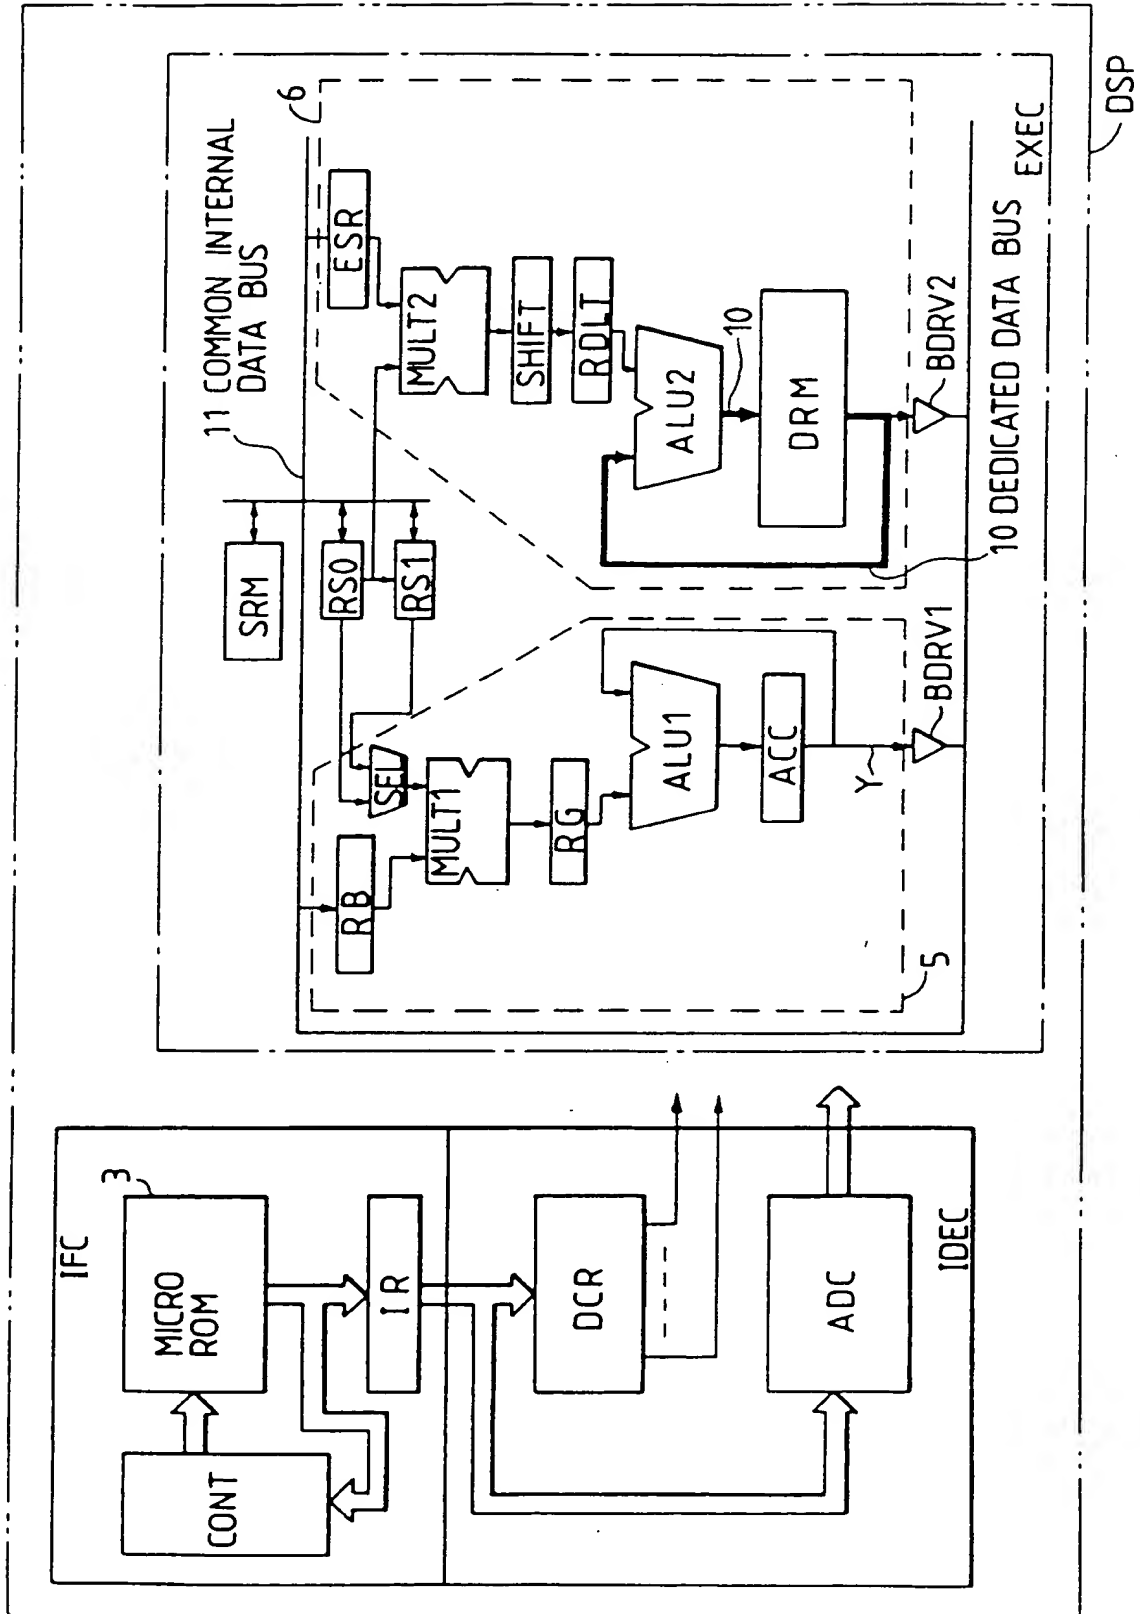 IFC
3
MICRO
ROM
CONT
IR
DCR
ADC
IDEC
11 COMMON INTERNAL
DATA BUS
6
SRM
RS0
RS1
ESR
RB
SEL
MULT1
MULT2
SHIFT
RG
RDLT
ALU1
ALU2
10
ACC
DRM
Y
5
BDRV1
BDRV2
10 DEDICATED DATA BUS
EXEC
DSP